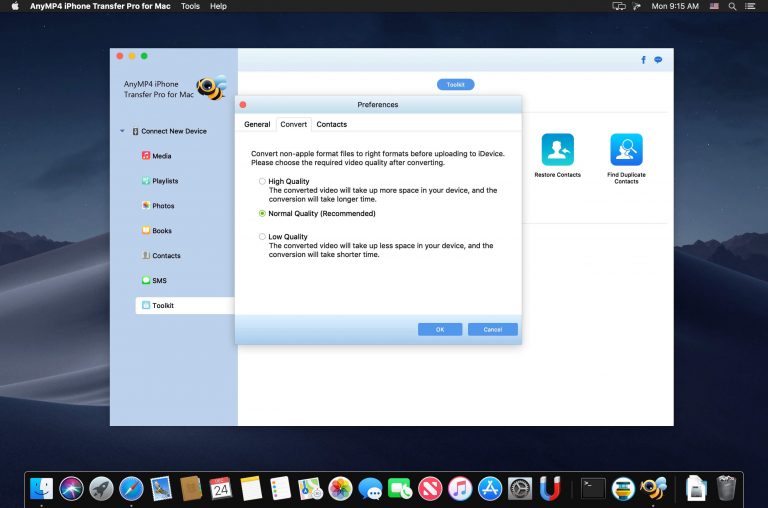 AnyMP4 iPhone Transfer Pro for Mac Tools Help Mon 9:15 AM
AnyMP4 iPhone
Transfer Pro for Mac
Toolkit
Preferences
General Convert Contacts
Connect New Device
Media
Playlists
Photos
Books
Contacts
SMS
Toolkit
Convert non-apple format files to right formats before uploading to iDevice.
Please choose the required video quality after converting.
High Quality
The converted video will take up more space in your device, and the
conversion will take longer time.
Normal Quality (Recommended)
Low Quality
The converted video will take up less space in your device, and the
conversion will take shorter time.
OK Cancel
Restore Contacts
Find Duplicate
Contacts
DEC
24